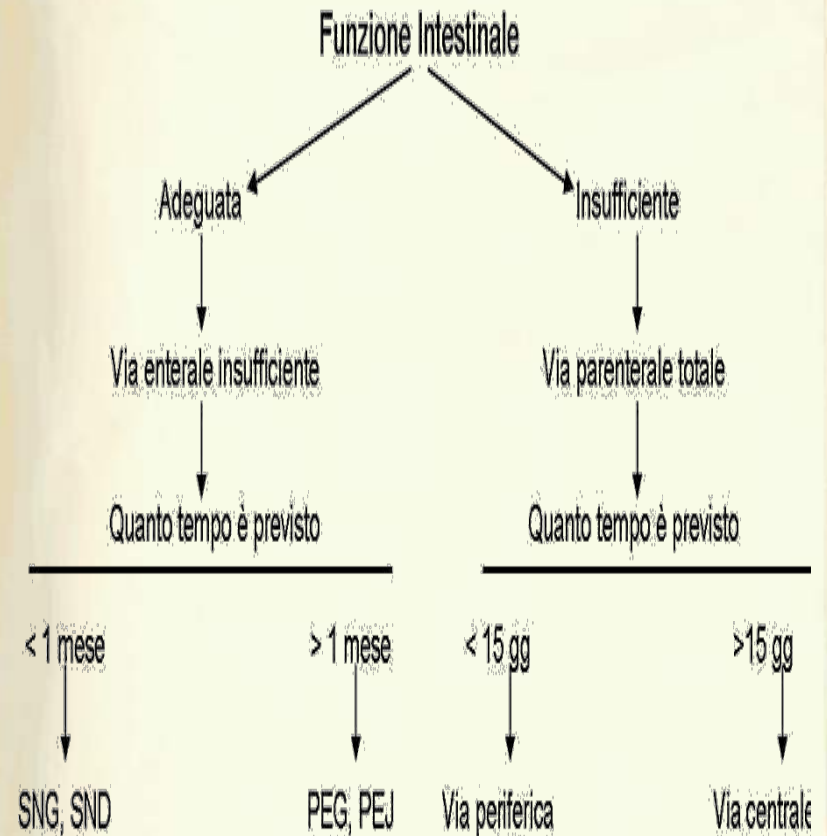 Funzione Intestinale
Adeguata
Insufficiente
Via enterale insufficiente
Via parenterale totale
Quanto tempo è previsto
Quanto tempo è previsto
< 1 mese
> 1 mese
< 15 gg
>15 gg
SNG, SND
PEG, PEJ
Via periferica
Via centrale